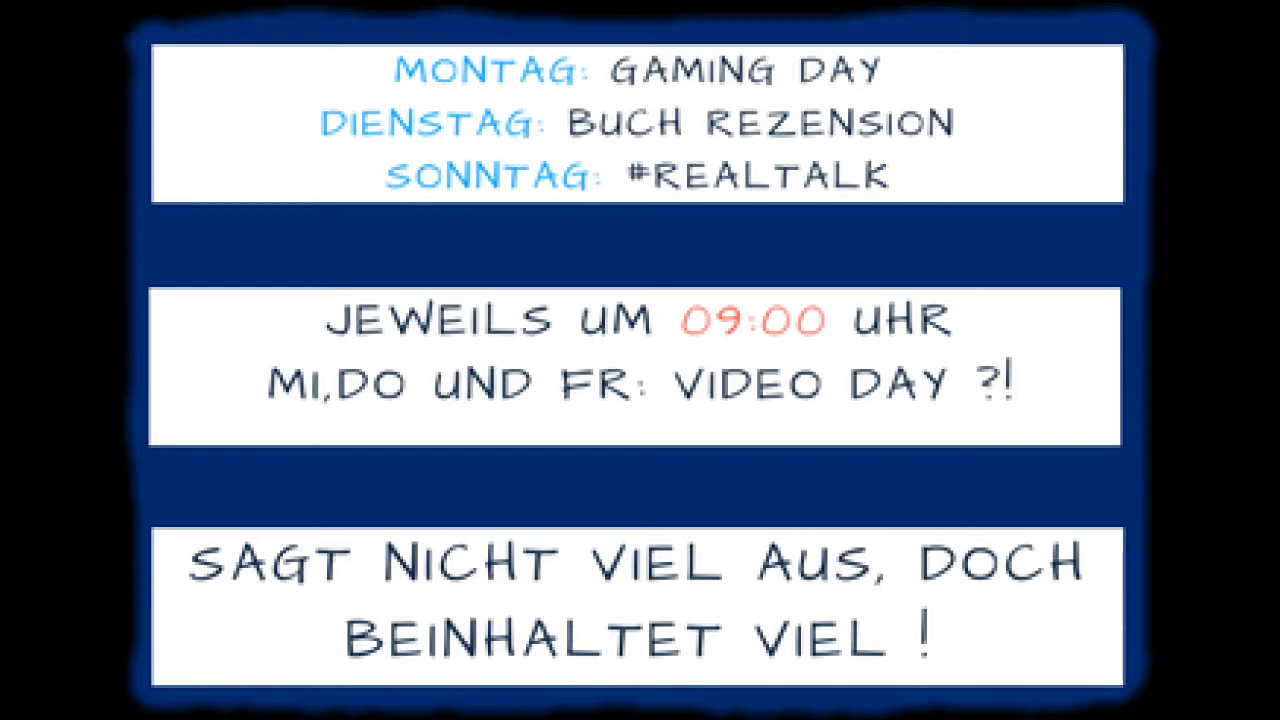 MONTAG: GAMING DAY
DIENSTAG: BUCH REZENSION
SONNTAG: #REALTALK
JEWEILS UM 09:00 UHR
MI,DO UND FR: VIDEO DAY ?!
SAGT NICHT VIEL AUS, DOCH
BEINHALTET VIEL !